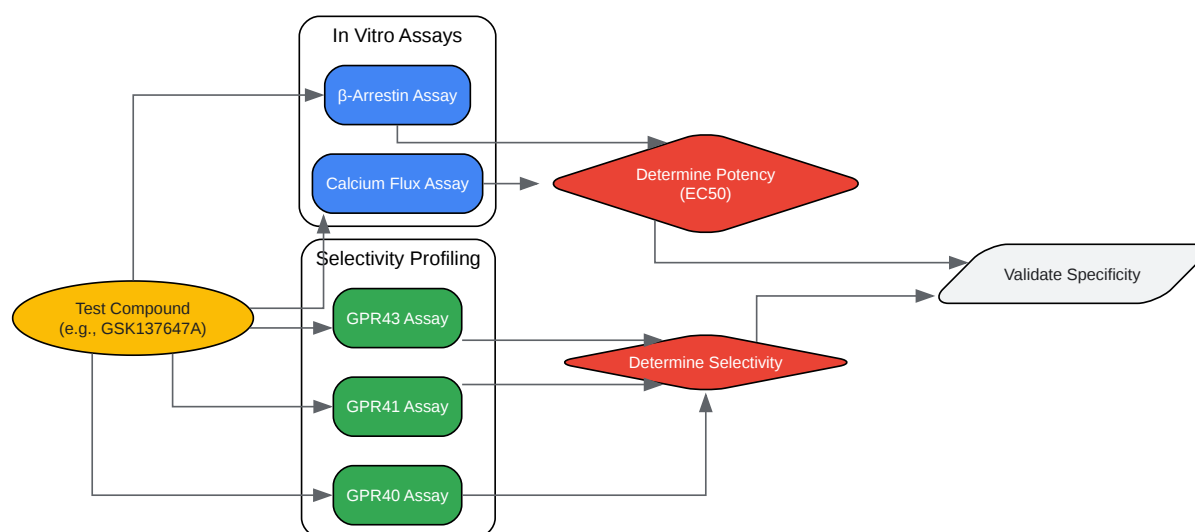 In Vitro Assays
β-Arrestin Assay
Calcium Flux Assay
Determine Potency
(EC50)
Selectivity Profiling
Validate Specificity
Test Compound
(e.g., GSK137647A)
GPR43 Assay
Determine Selectivity
GPR41 Assay
GPR40 Assay